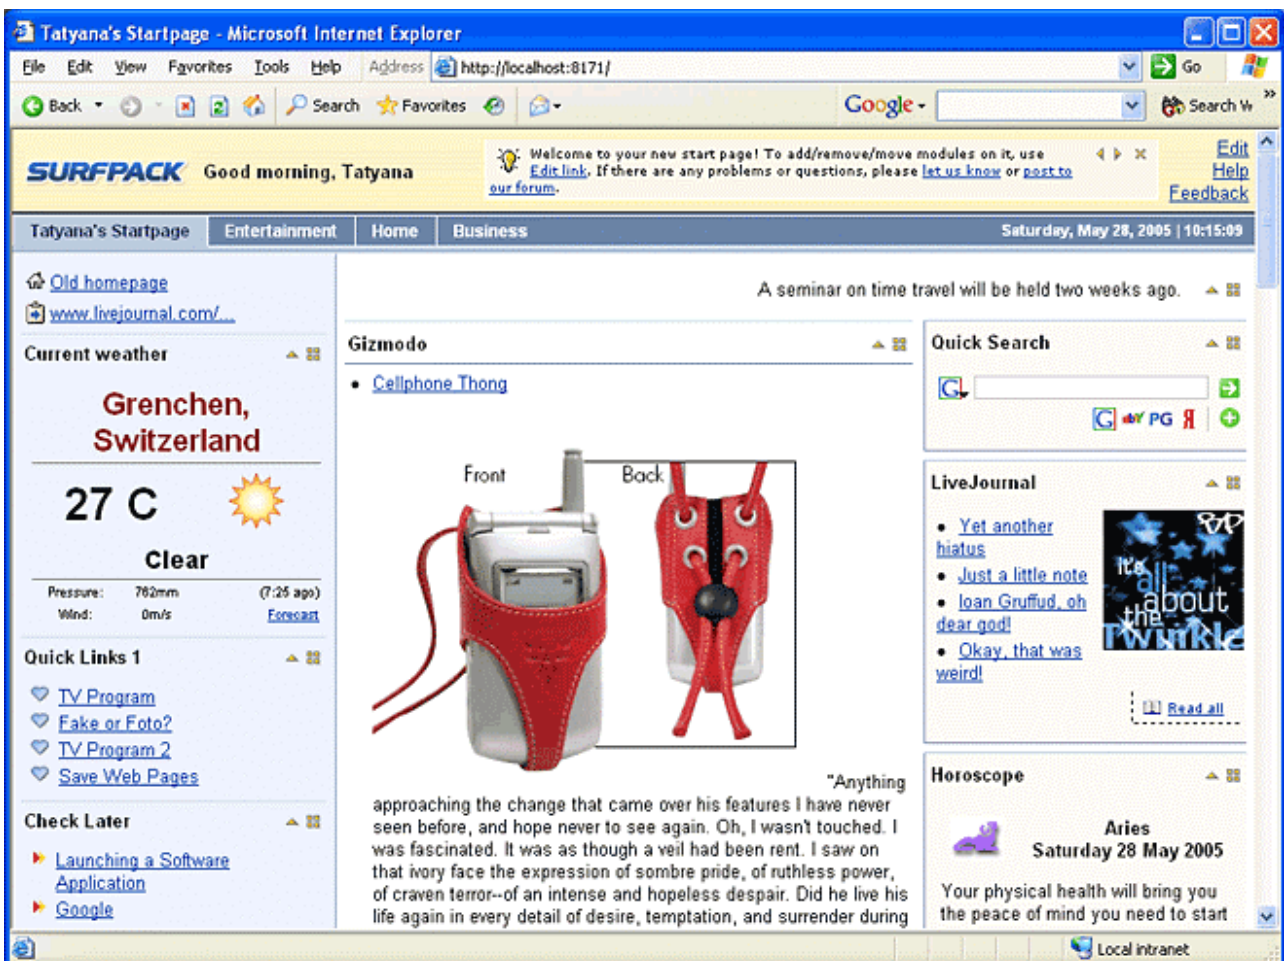 Tatyana's Startpage - Microsoft Internet Explorer
File Edit View Favorites Tools Help Address http://localhost:8171/ Go
Back Search Favorites Google Search W
SURFPACK Good morning, Tatyana
Welcome to your new start page! To add/remove/move modules on it, use
Edit link. If there are any problems or questions, please let us know or post to
our forum.
Edit
Help
Feedback
Tatyana's Startpage Entertainment Home Business Saturday, May 28, 2005 | 10:15:09
Old homepage
www.livejournal.com/...
Current weather
Grenchen,
Switzerland
27 C
Clear
Pressure: 762mm (7:25 ago)
Wind: 0m/s Forecast
Quick Links 1
TV Program
Fake or Foto?
TV Program 2
Save Web Pages
Check Later
Launching a Software
Application
Google
A seminar on time travel will be held two weeks ago.
Gizmodo
Cellphone Thong
Front Back
"Anything
approaching the change that came over his features I have never
seen before, and hope never to see again. Oh, I wasn't touched. I
was fascinated. It was as though a veil had been rent. I saw on
that ivory face the expression of sombre pride, of ruthless power,
of craven terror--of an intense and hopeless despair. Did he live his
life again in every detail of desire, temptation, and surrender during
Quick Search
G
G ebY PG Я
LiveJournal
Yet another
hiatus
Just a little note
Ioan Gruffud, oh
dear god!
Okay, that was
weird!
It's
all
about
the
Twinkle
Read all
Horoscope
Aries
Saturday 28 May 2005
Your physical health will bring you
the peace of mind you need to start
Local intranet